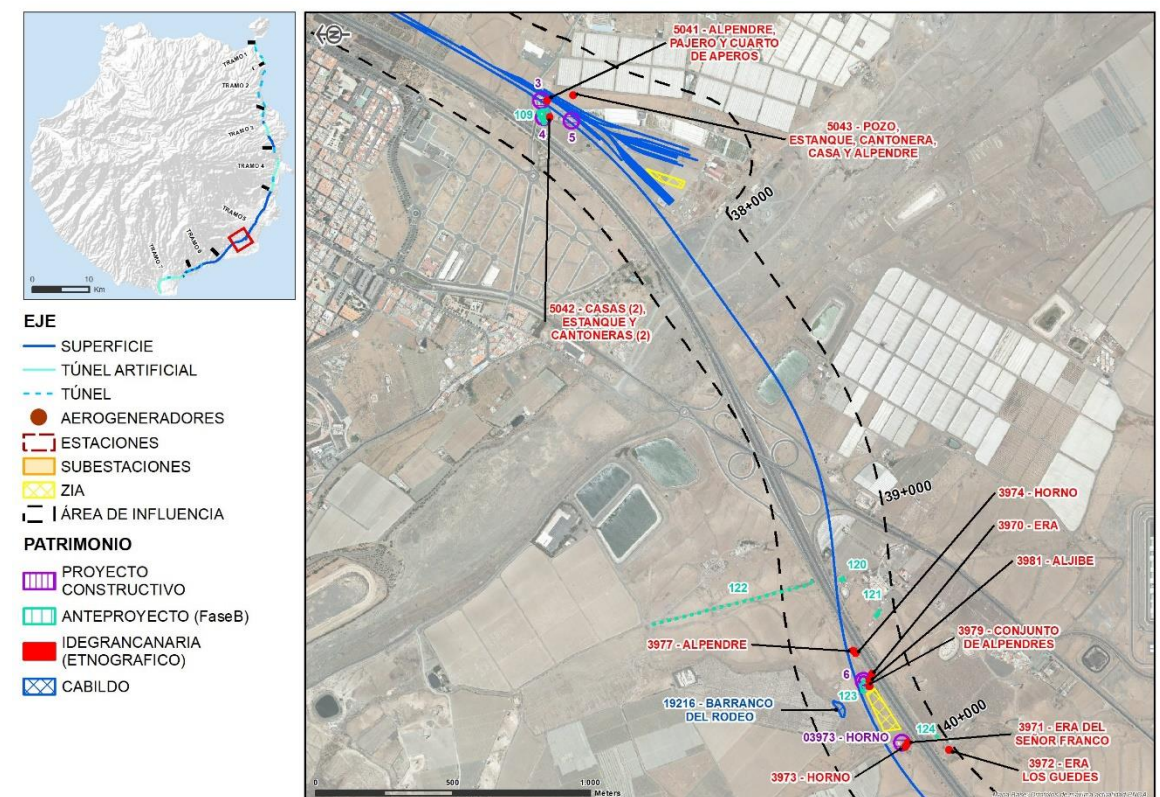 TRAMO 1
TRAMO 2
TRAMO 3
TRAMO 4
TRAMO 5
TRAMO 6
TRAMO 7
0 10
Km
EJE
SUPERFICIE
TÚNEL ARTIFICIAL
TÚNEL
AEROGENERADORES
ESTACIONES
SUBESTACIONES
ZIA
ÁREA DE INFLUENCIA
PATRIMONIO
PROYECTO
CONSTRUCTIVO
ANTEPROYECTO (FaseB)
IDEGRANCANARIA
(ETNOGRAFICO)
CABILDO
N
5041 - ALPENDRE,
PAJERO Y CUARTO
DE APEROS
3
109
4
5
5043 - POZO,
ESTANQUE, CANTONERA,
CASA Y ALPENDRE
38+000
5042 - CASAS (2),
ESTANQUE Y
CANTONERAS (2)
39+000
3974 - HORNO
3970 - ERA
3981 - ALJIBE
120
122
121
3977 - ALPENDRE
3979 - CONJUNTO
DE ALPENDRES
6
123
19216 - BARRANCO
DEL RODEO
40+000
124
03973 - HORNO
3971 - ERA DEL
SEÑOR FRANCO
3973 - HORNO
3972 - ERA
LOS GUEDES
0 500 1.000
Meters